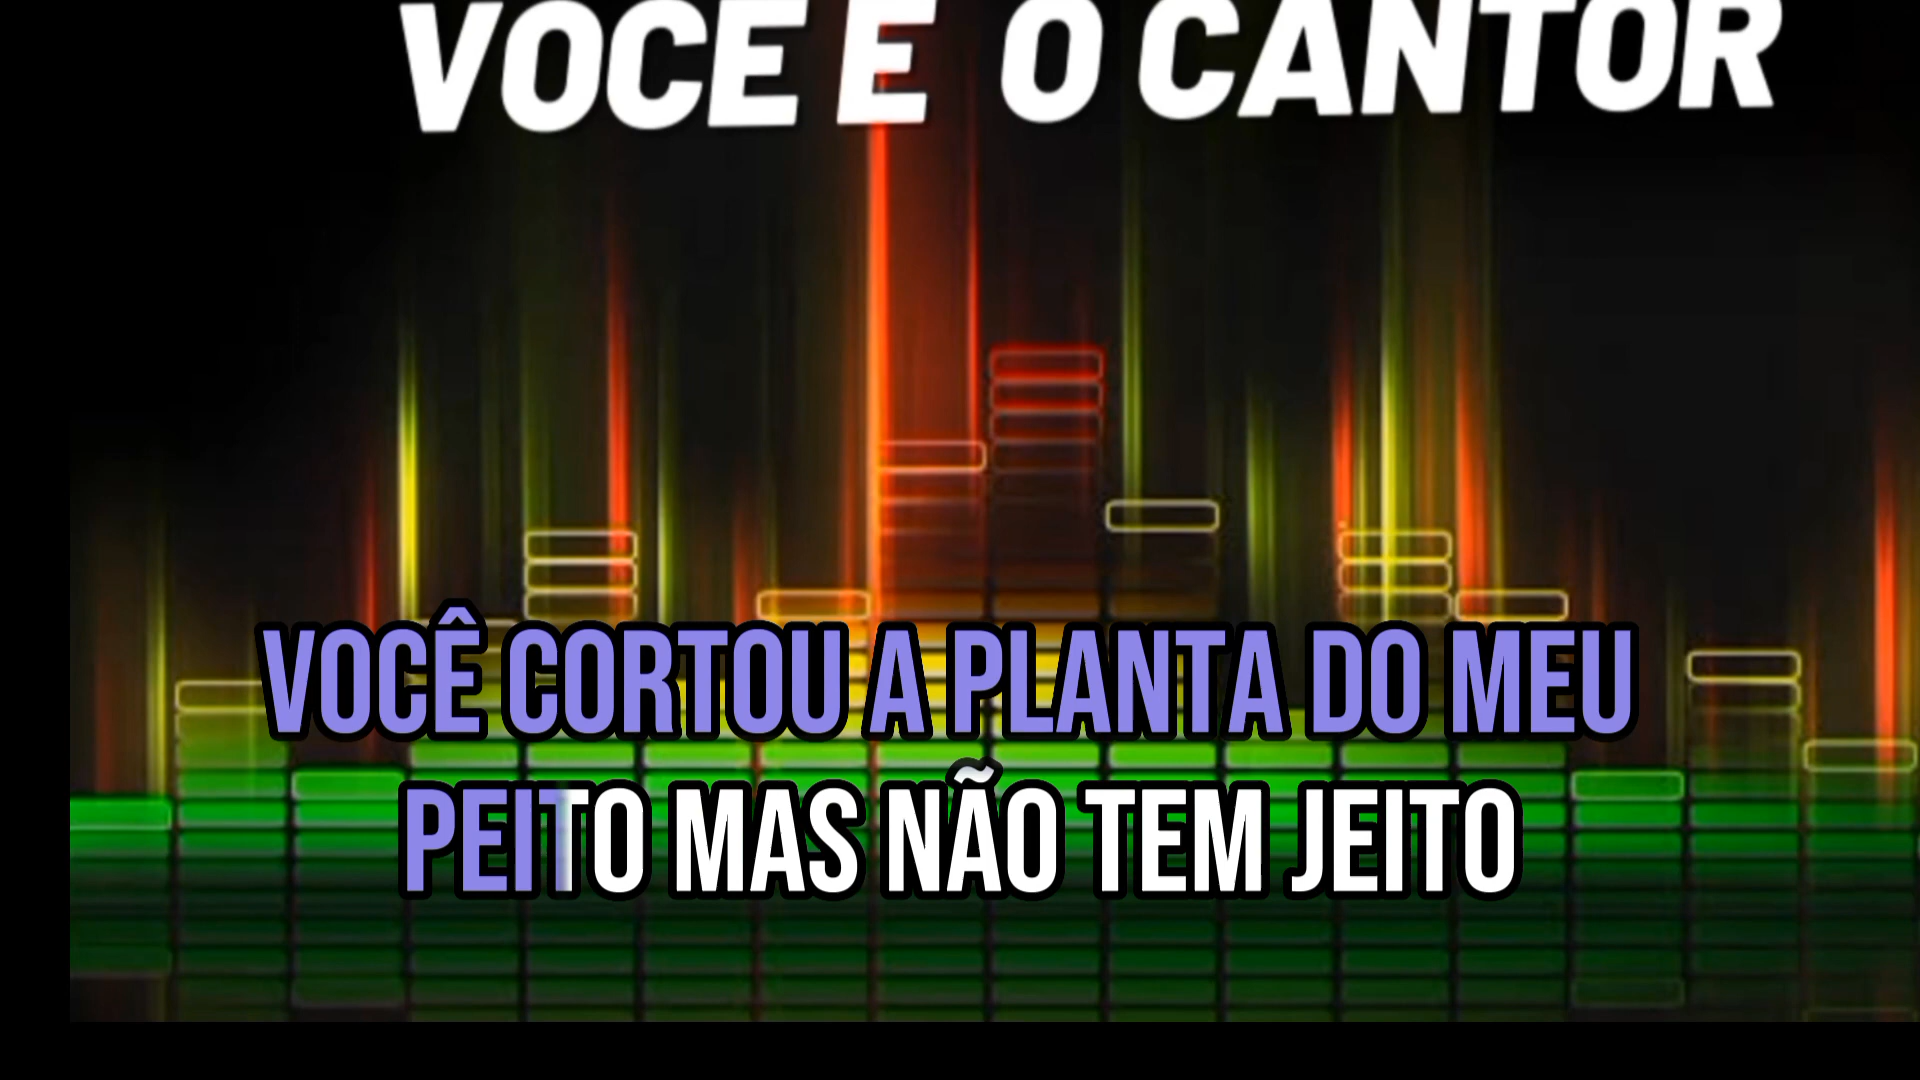 VOCE E O CANTOR
VOCÊ CORTOU A PLANTA DO MEU
PEITO MAS NÃO TEM JEITO